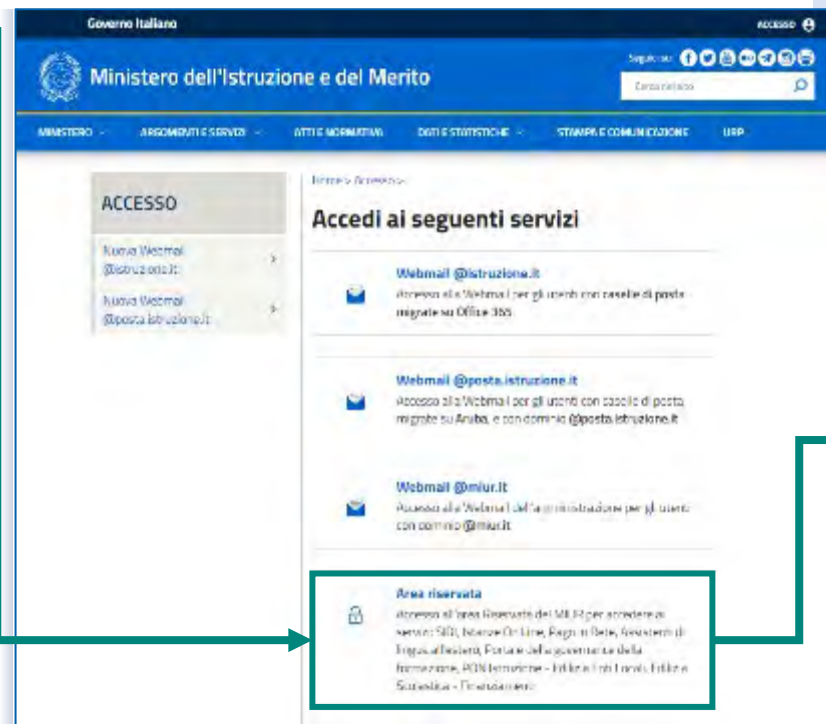 Governo Italiano
ACCESSO
Ministero dell'Istruzione e del Merito
Seguici su:
Cerca nel sito
MINISTERO
ARGOMENTI E SERVIZI
ATTI E NORMATIVA
DATI E STATISTICHE
STAMPA E COMUNICAZIONE
URP
ACCESSO
Nuova Webmail
@istruzione.it
Nuova Webmail
@posta.istruzione.it
Home > Accesso >
Accedi ai seguenti servizi
Webmail @istruzione.it
Accesso alla Webmail per gli utenti con caselle di posta
migrate su Office 365
Webmail @posta.istruzione.it
Accesso alla Webmail per gli utenti con caselle di posta
migrate su Aruba, e con dominio @posta.istruzione.it
Webmail @miur.it
Accesso alla Webmail dell'amministrazione per gli utenti
con dominio @miur.it
Area riservata
Accesso all'area Riservata del MIUR per accedere ai
servizi: SIDI, Istanze On Line, Pago In Rete, Assistenti di
lingua all'estero, Portale della governance della
formazione, PON Istruzione - Edilizia Enti Locali, Edilizia
Scolastica - Finanziamenti